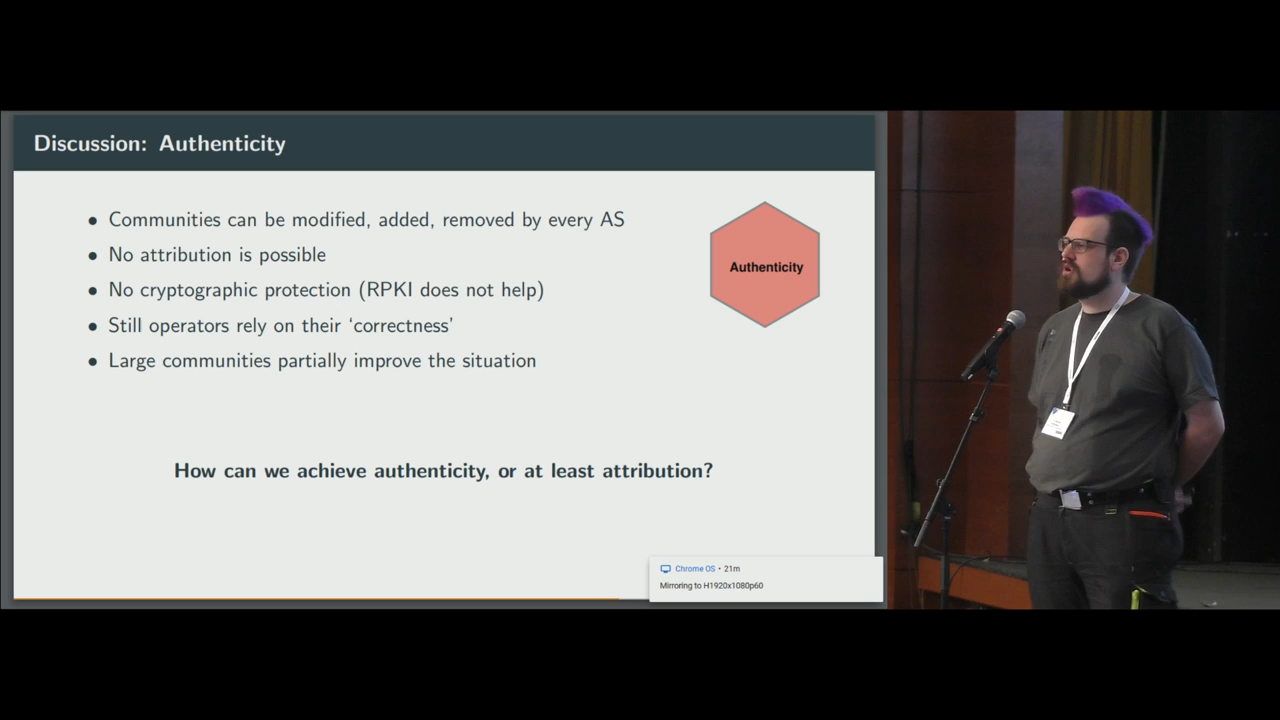 Discussion: Authenticity
• Communities can be modified, added, removed by every AS
• No attribution is possible
• No cryptographic protection (RPKI does not help)
• Still operators rely on their ‘correctness’
• Large communities partially improve the situation
Authenticity
How can we achieve authenticity, or at least attribution?
Chrome OS • 21m
Mirroring to H1920x1080p60